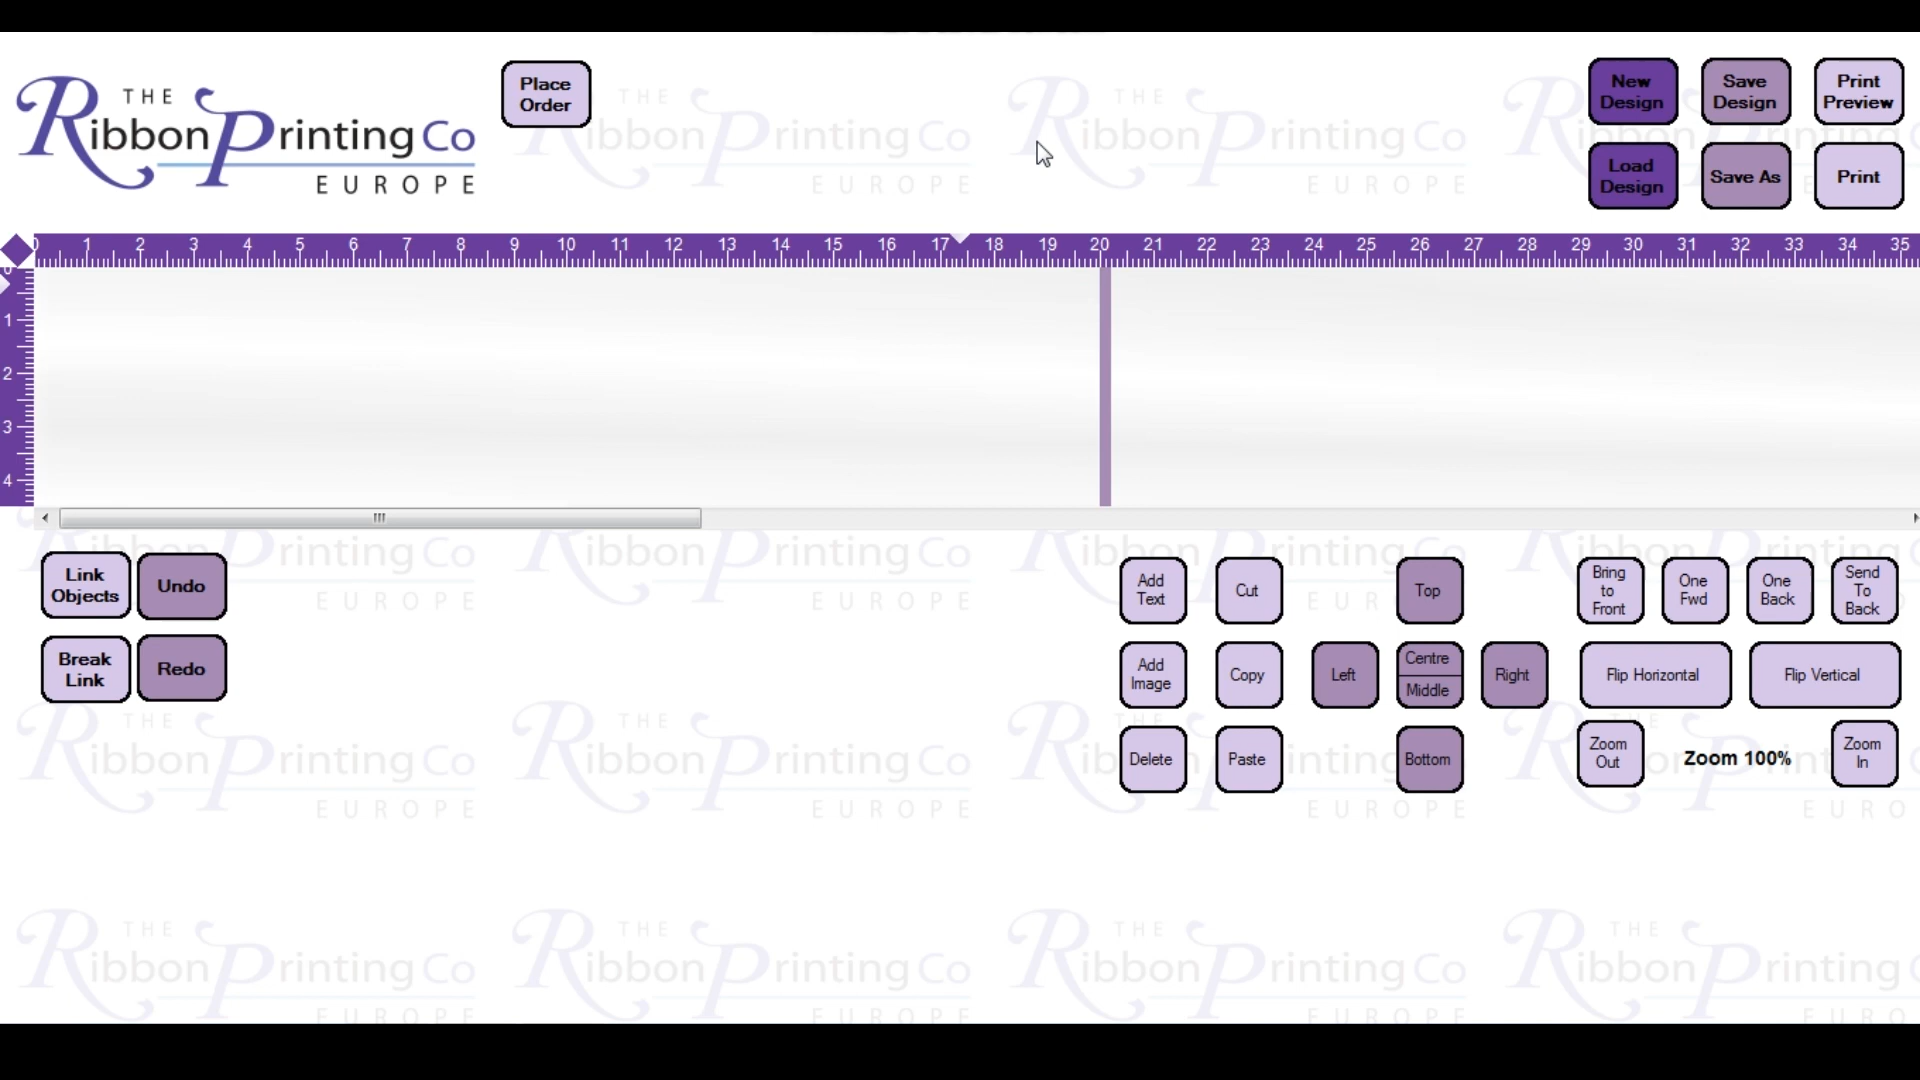 THE
Ribbon Printing Co
EUROPE
Place
Order
New
Design
Save
Design
Print
Preview
Load
Design
Save As
Print
0 1 2 3 4 5 6 7 8 9 10 11 12 13 14 15 16 17 18 19 20 21 22 23 24 25 26 27 28 29 30 31 32 33 34 35
0
1
2
3
4
Link
Objects
Undo
Break
Link
Redo
Add
Text
Cut
Top
Bring
to
Front
One
Fwd
One
Back
Send
To
Back
Add
Image
Copy
Left
Centre
Middle
Right
Flip Horizontal
Flip Vertical
Delete
Paste
Bottom
Zoom
Out
Zoom 100%
Zoom
In